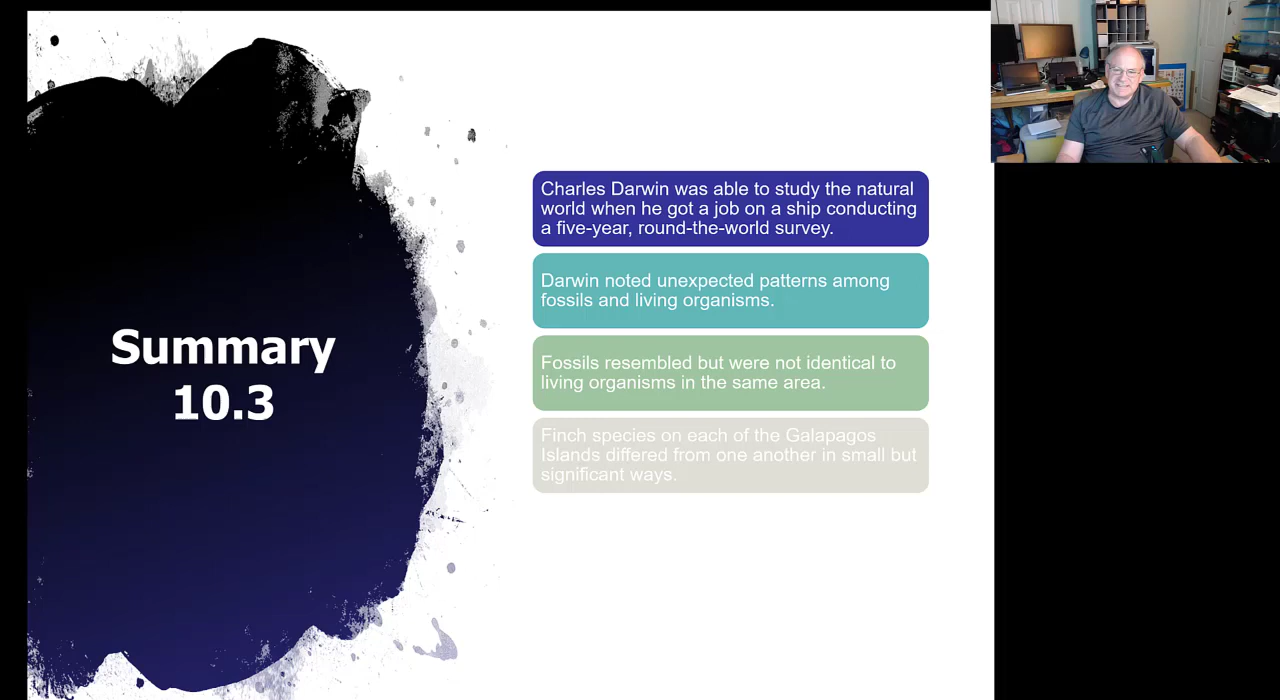 Summary
10.3
Charles Darwin was able to study the natural
world when he got a job on a ship conducting
a five-year, round-the-world survey.
Darwin noted unexpected patterns among
fossils and living organisms.
Fossils resembled but were not identical to
living organisms in the same area.
Finch species on each of the Galapagos
Islands differed from one another in small but
significant ways.